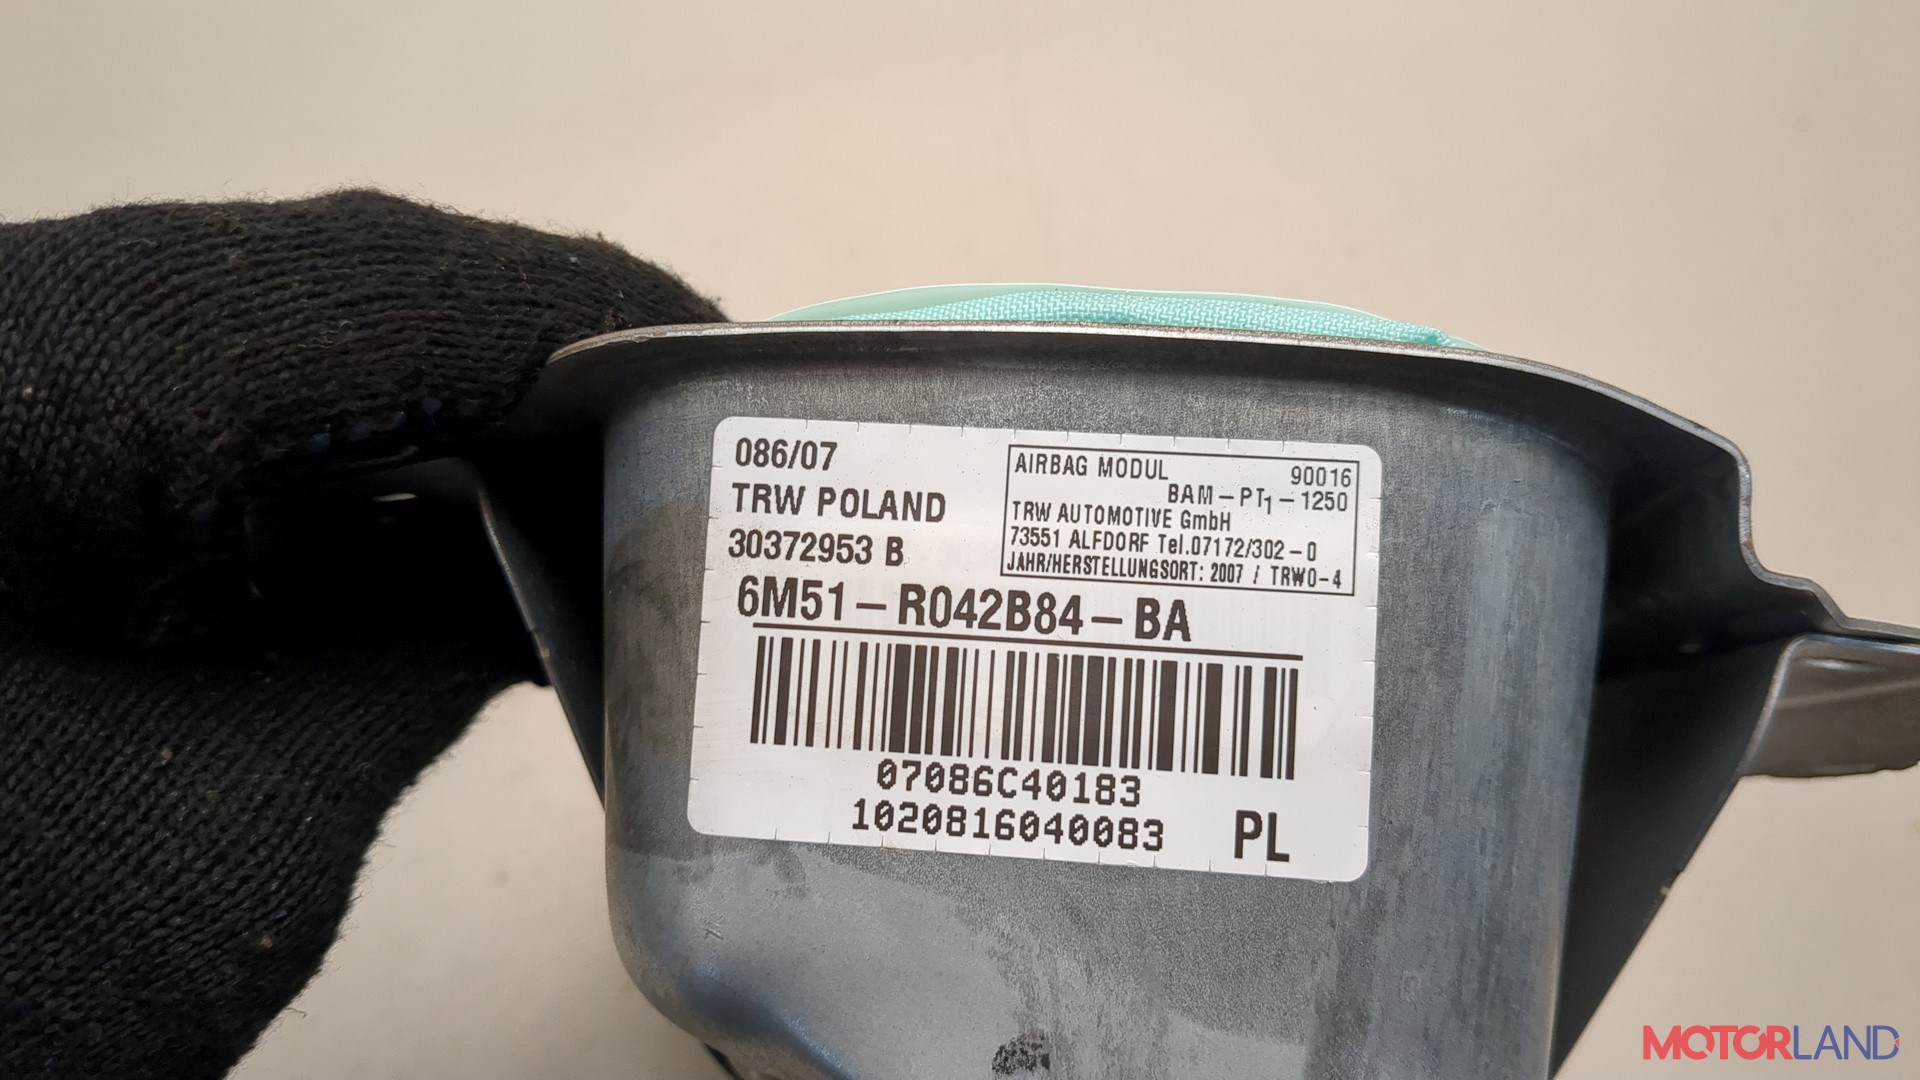 086/07
TRW POLAND
30372953 B
AIRBAG MODUL 90016
BAM-PT1-1250
TRW AUTOMOTIVE GmbH
73551 ALFDORF Tel.07172/302-0
JAHR/HERSTELLUNGSORT: 2007 / TRWO-4
6M51-R042B84-BA
07086C40183
1020816040083 PL
MOTORLAND